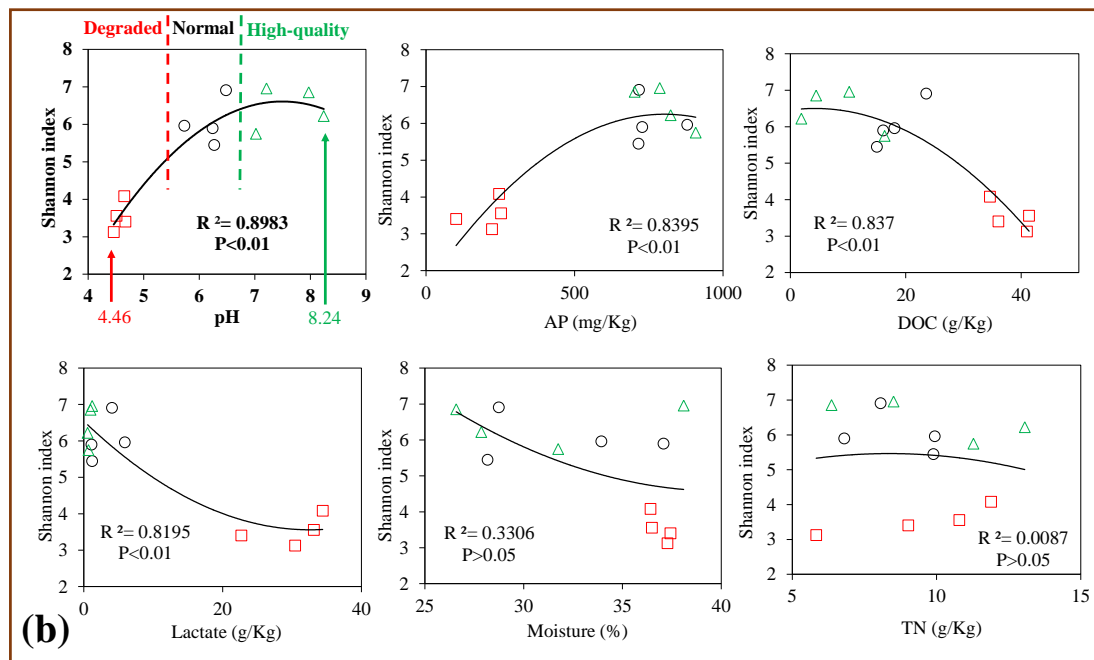 Degraded Normal High-quality
8
7
6
5
4
3
2
Shannon index
R ²= 0.8983
P<0.01
4 5 6 7 8 9
4.46 pH 8.24
8
7
6
5
4
3
2
Shannon index
R ²= 0.8395
P<0.01
0 500 1000
AP (mg/Kg)
8
7
6
5
4
3
2
Shannon index
R ²= 0.837
P<0.01
0 20 40
DOC (g/Kg)
8
7
6
5
4
3
2
Shannon index
R ²= 0.8195
P<0.01
0 20 40
Lactate (g/Kg)
8
7
6
5
4
3
2
Shannon index
R ²= 0.3306
P>0.05
25 30 35 40
Moisture (%)
8
7
6
5
4
3
2
Shannon index
R ²= 0.0087
P>0.05
5 10 15
TN (g/Kg)
(b)